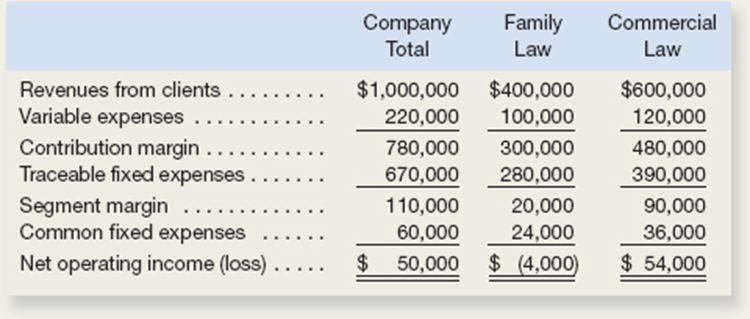 Company Family Commercial
Total Law Law
Revenues from clients ......... $1,000,000 $400,000 $600,000
Variable expenses ............ 220,000 100,000 120,000
Contribution margin ........... 780,000 300,000 480,000
Traceable fixed expenses ....... 670,000 280,000 390,000
Segment margin ............. 110,000 20,000 90,000
Common fixed expenses ...... 60,000 24,000 36,000
Net operating income (loss) ..... $ 50,000 $ (4,000) $ 54,000